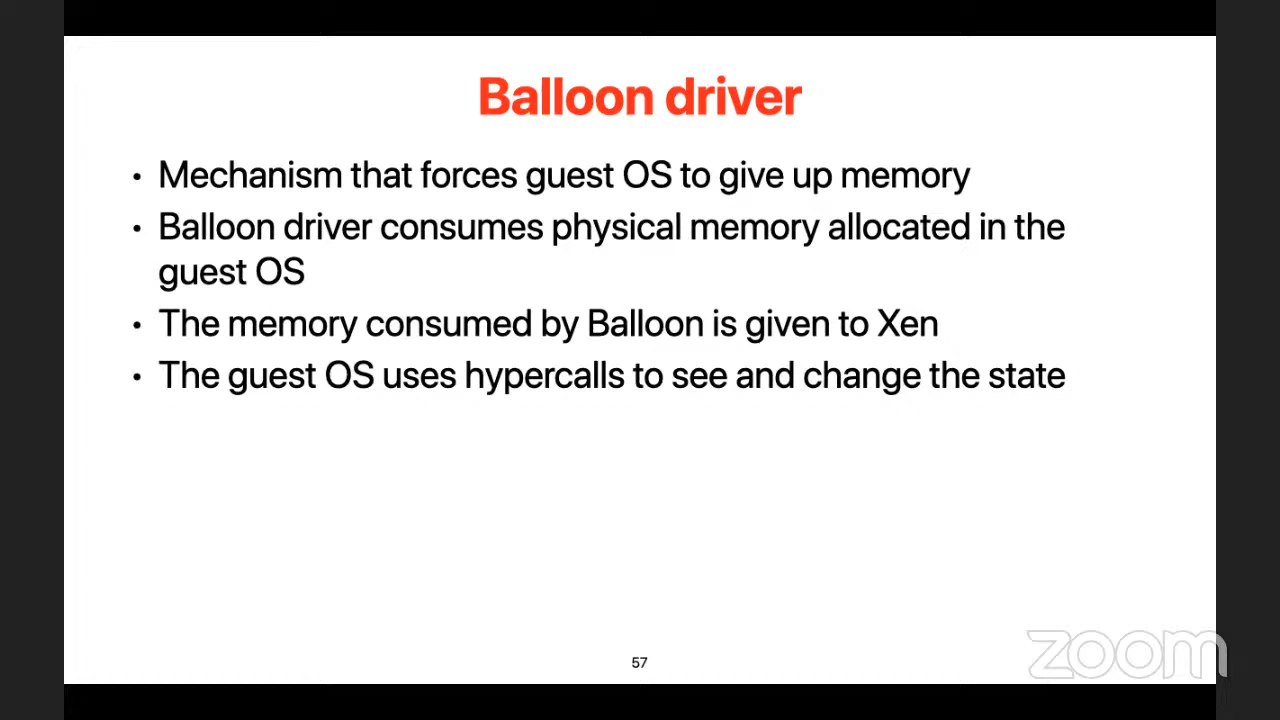 Balloon driver
• Mechanism that forces guest OS to give up memory
• Balloon driver consumes physical memory allocated in the
guest OS
• The memory consumed by Balloon is given to Xen
• The guest OS uses hypercalls to see and change the state
57
zoom